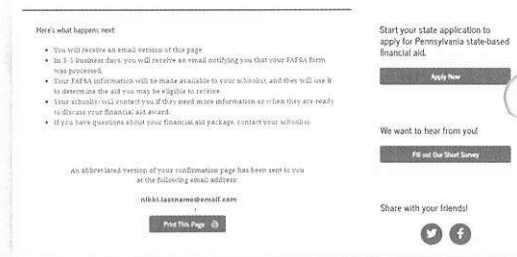 Here's what happens next:
• You will receive an email version of this page.
• In 3-5 business days, you will receive an email notifying you that your FAFSA form
was processed.
• Your FAFSA information will be made available to your school(s), and they will use it
to determine the aid you may be eligible to receive.
• Your school(s) will contact you if they need more information or when they are ready
to discuss your financial aid award.
• If you have questions about your financial aid package, contact your school(s).
An abbreviated version of your confirmation page has been sent to you
at the following email address:
nikki.lastname@email.com
Print This Page
Start your state application to
apply for Pennsylvania state-based
financial aid.
Apply Now
We want to hear from you!
Fill out Our Short Survey
Share with your friends!